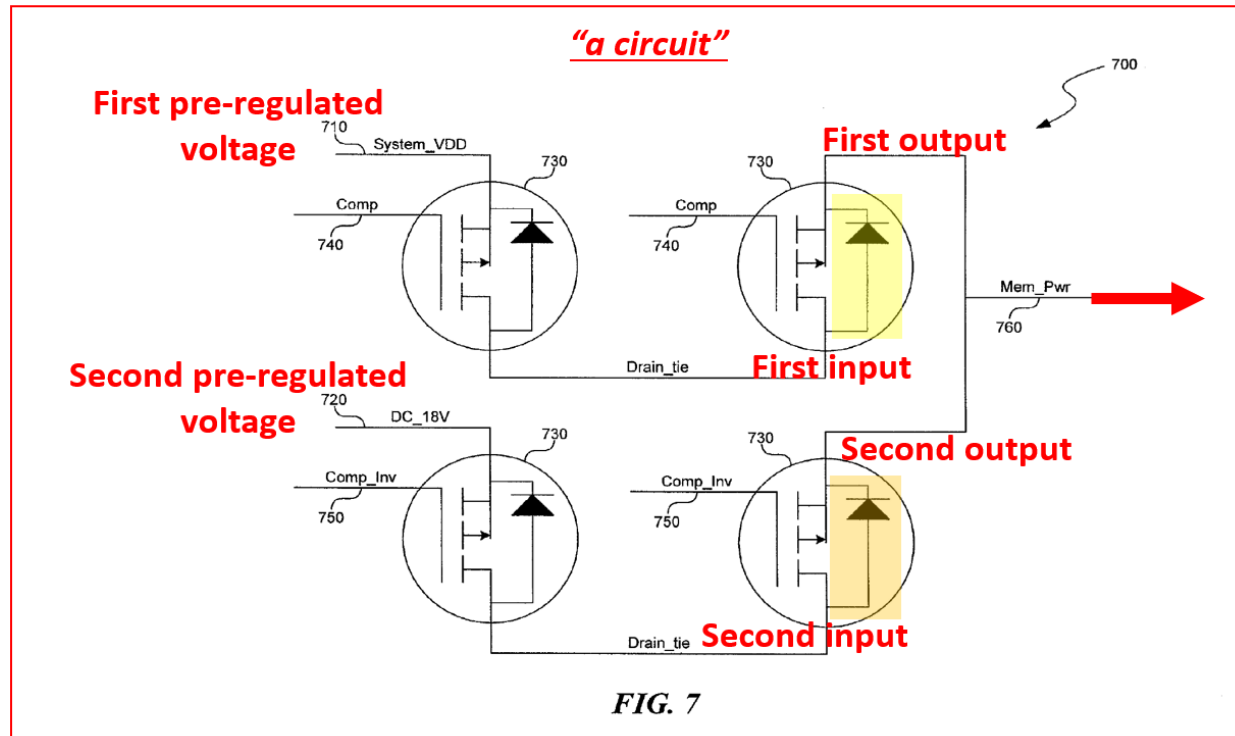 “a circuit”
700
First pre-regulated
voltage
710
System_VDD
730
Comp
740
730
First output
Comp
740
Mem_Pwr
760
Drain_tie
First input
Second pre-regulated
voltage
720
DC_18V
730
Comp_Inv
750
730
Second output
Comp_Inv
750
Drain_tie
Second input
FIG. 7